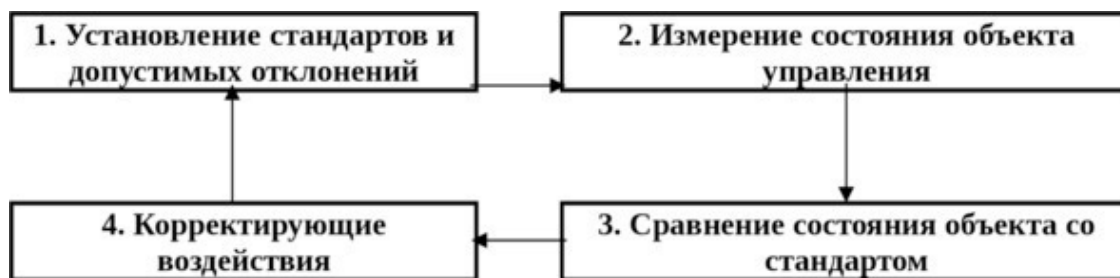 1. Установление стандартов и
допустимых отклонений
2. Измерение состояния объекта
управления
3. Сравнение состояния объекта со
стандартом
4. Корректирующие
воздействия